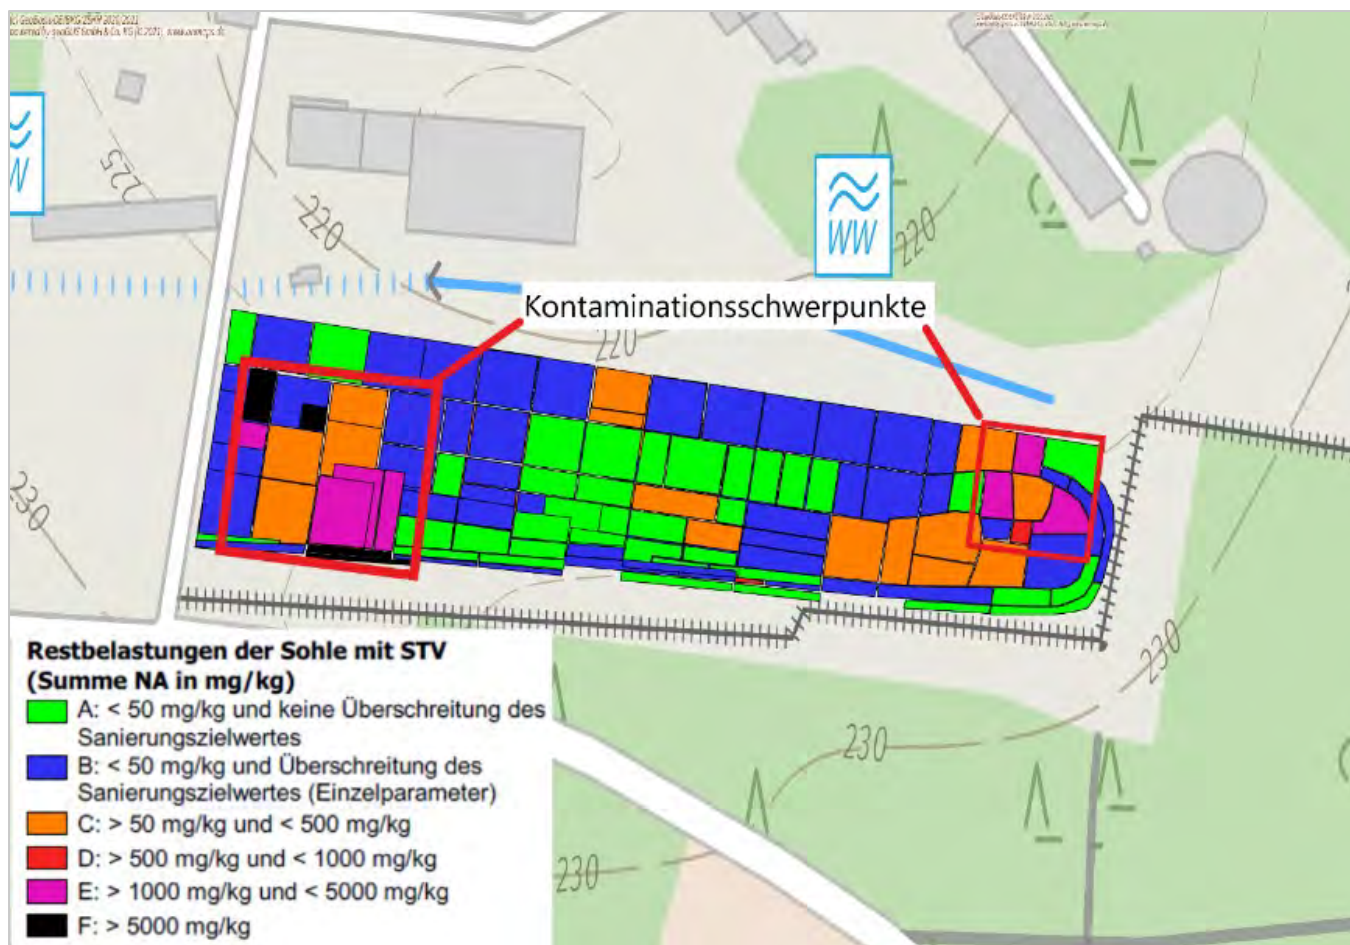 WW
225
220
220
220
230
Kontaminationsschwerpunkte
230
230
230
Restbelastungen der Sohle mit STV
(Summe NA in mg/kg)
A: < 50 mg/kg und keine Überschreitung des
Sanierungszielwertes
B: < 50 mg/kg und Überschreitung des
Sanierungszielwertes (Einzelparameter)
C: > 50 mg/kg und < 500 mg/kg
D: > 500 mg/kg und < 1000 mg/kg
E: > 1000 mg/kg und < 5000 mg/kg
F: > 5000 mg/kg